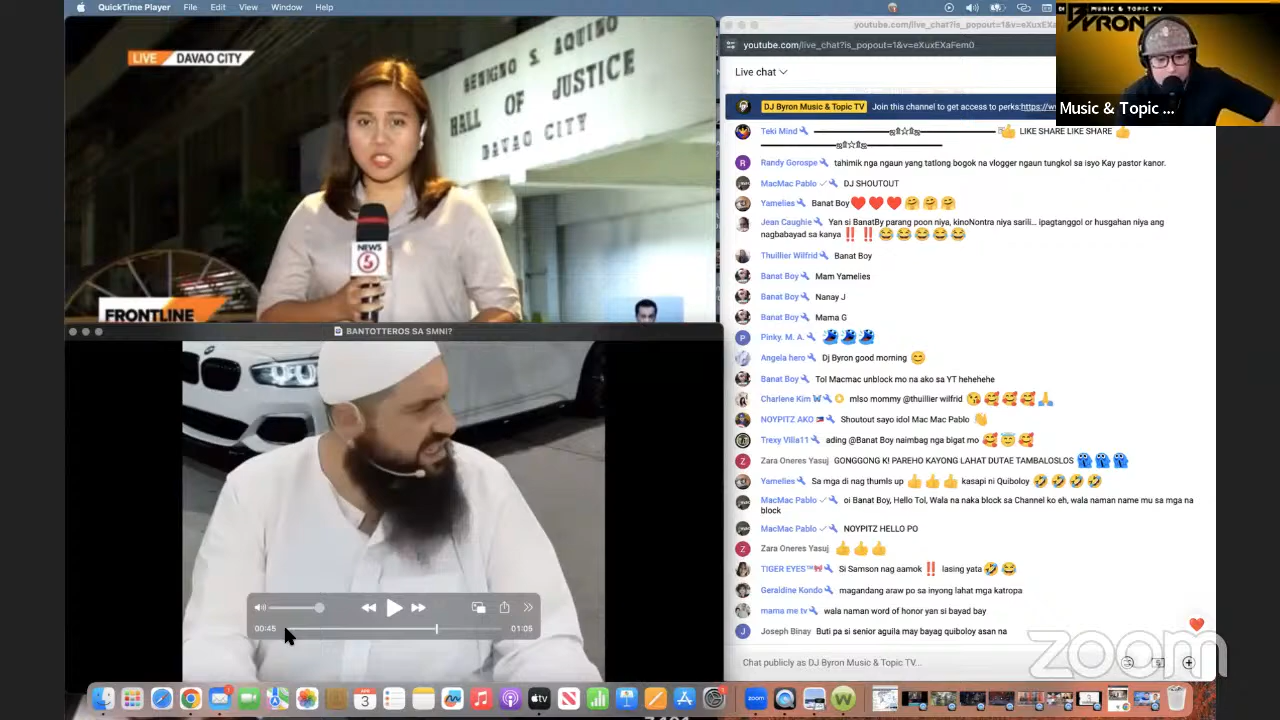 QuickTime Player File Edit View Window Help
LIVE DAVAO CITY
BENIGNO S. AQUINO
HALL OF JUSTICE
DAVAO CITY
NEWS 5
FRONTLINE
youtube.com/live_chat?is_popout=1&v=eXuxEXaFem0
Live chat
MUSIC & TOPIC TV
BYRON
Music & Topic ...
DJ Byron Music & Topic TV Join this channel to get access to perks:
Teki Mind LIKE SHARE LIKE SHARE 👍
Randy Gorospe tahimik nga ngaun yang tatlong bogok na vlogger ngaun tungkol sa isyo Kay pastor kanor.
MacMac Pablo DJ SHOUTOUT
Yamelies Banat Boy❤️❤️❤️🤗🤗🤗
Jean Caughie Yan si BanatBy parang poon niya, kinoNontra niya sarili... ipagtanggol or husgahan niya ang
nagbabayad sa kanya ‼️ ‼️ 😂😂😂😂😂
Thuillier Wilfrid Banat Boy
Banat Boy Mam Yamelies
Banat Boy Nanay J
Banat Boy Mama G
Pinky. M. A.
Angela hero Dj Byron good morning 😊
Banat Boy Tol Macmac unblock mo na ako sa YT hehehehe
Charlene Kim mlso mommy @thuillier wilfrid 😘🥰🥰🥰🙏
NOYPITZ AKO 🇵🇭 Shoutout sayo idol Mac Mac Pablo 👋
Trexy Villa11 ading @Banat Boy naimbag nga bigat mo 🥰😇🥰
Zara Oneres Yasuj GONGGONG K! PAREHO KAYONG LAHAT DUTAE TAMBALOSLOS
Yamelies Sa mga di nag thumls up 👍👍👍 kasapi ni Quiboloy 🤣🤣🤣🤣
MacMac Pablo oi Banat Boy, Hello Tol, Wala na naka block sa Channel ko eh, wala naman name mu sa mga na
block
MacMac Pablo NOYPITZ HELLO PO
Zara Oneres Yasuj 👍👍👍
TIGER EYES™🎀 Si Samson nag aamok ‼️ lasing yata 🤣😂
Geraldine Kondo magandang araw po sa inyong lahat mga katropa
mama me tv wala naman word of honor yan si bayad bay
Joseph Binay Buti pa si senior aguila may bayag quiboloy asan na
Chat publicly as DJ Byron Music & Topic TV...
zoom
BANTOTTEROS SA SMNI?
00:45
01:09
3
tv
zoom
W